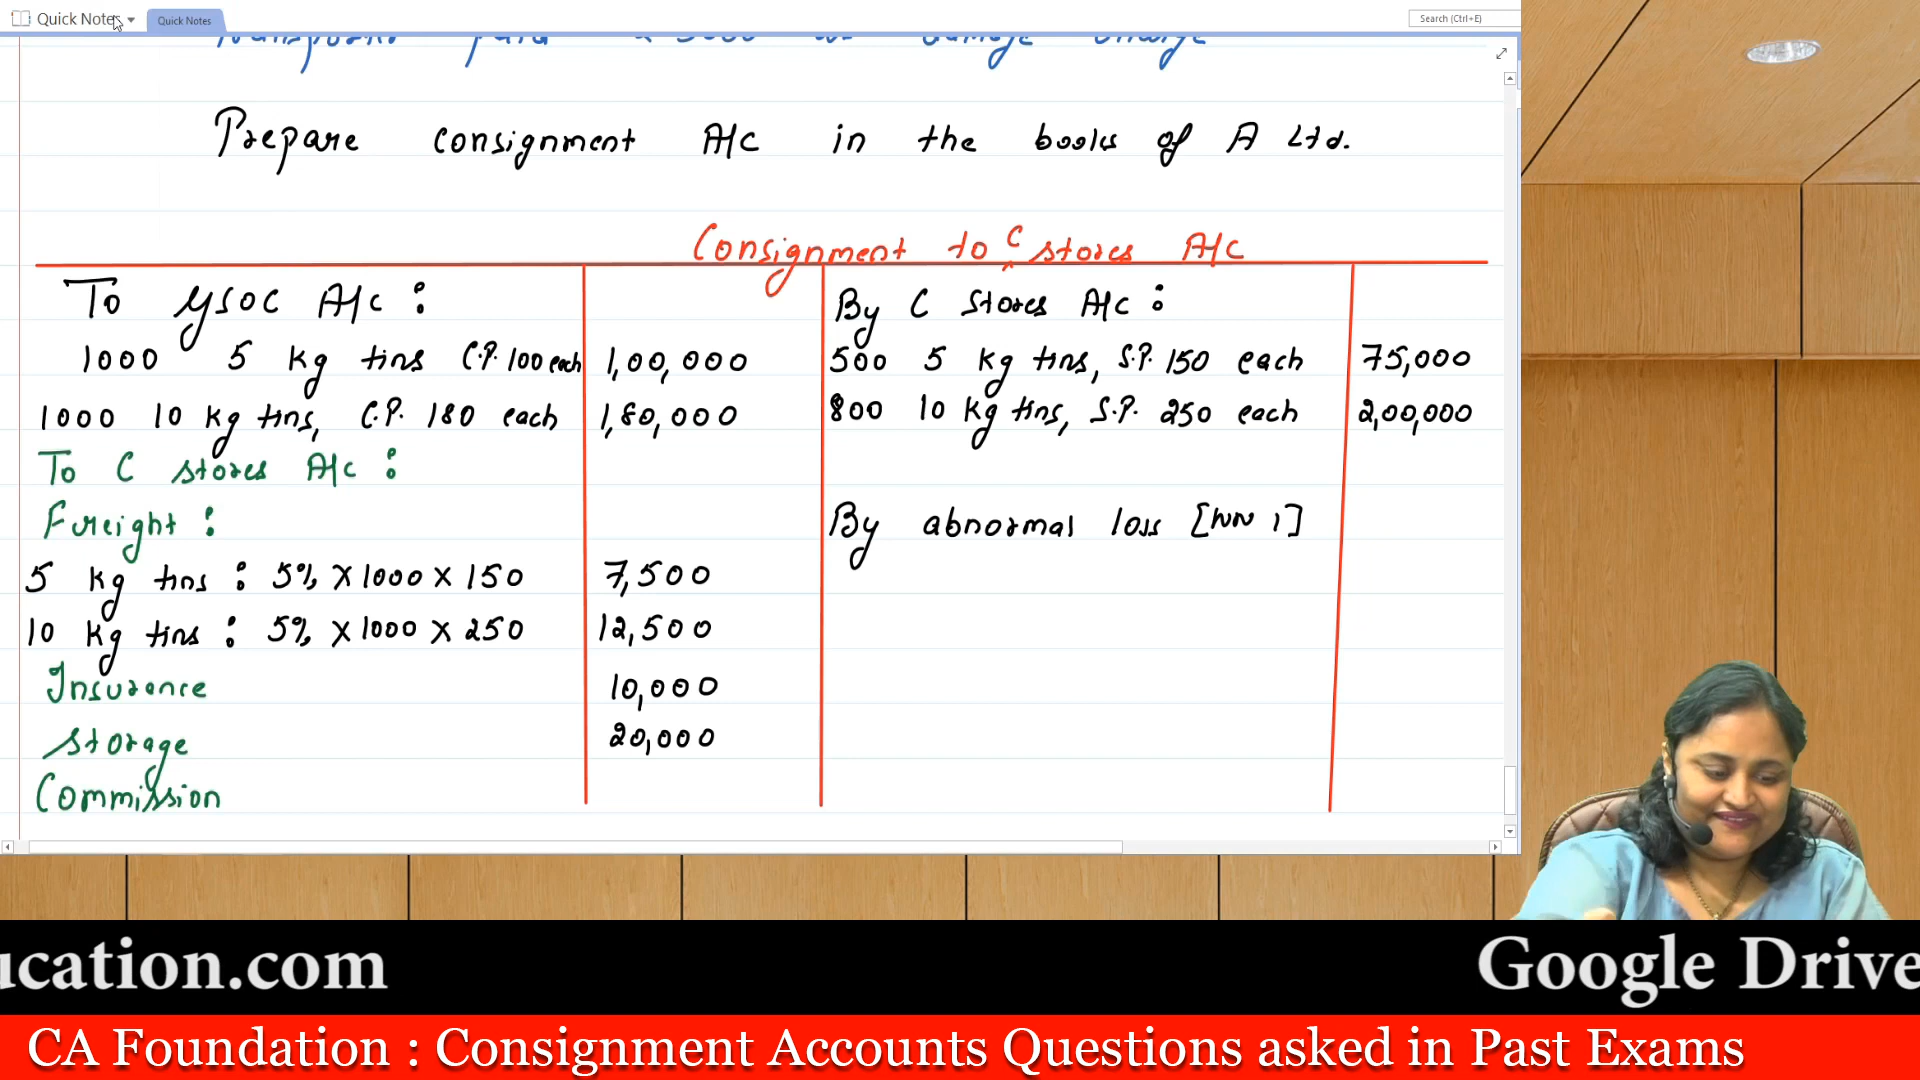 Quick Notes
Quick Notes
Search (Ctrl+E)
Prepare consignment A/c in the books of A Ltd.
Consignment to C stores A/c
To GSOC A/c :
1000 5 kg tins C.P. 100 each 1,00,000
1000 10 kg tins, C.P. 180 each 1,80,000
To C stores A/c :
Freight :
5 kg tins : 5% X 1000 X 150 7,500
10 kg tins : 5% X 1000 X 250 12,500
Insurance 10,000
Storage 20,000
Commission
By C stores A/c :
500 5 kg tins, S.P. 150 each 75,000
800 10 kg tins, S.P. 250 each 2,00,000
By abnormal loss [WN 1]
ucation.com
Google Drive
CA Foundation : Consignment Accounts Questions asked in Past Exams